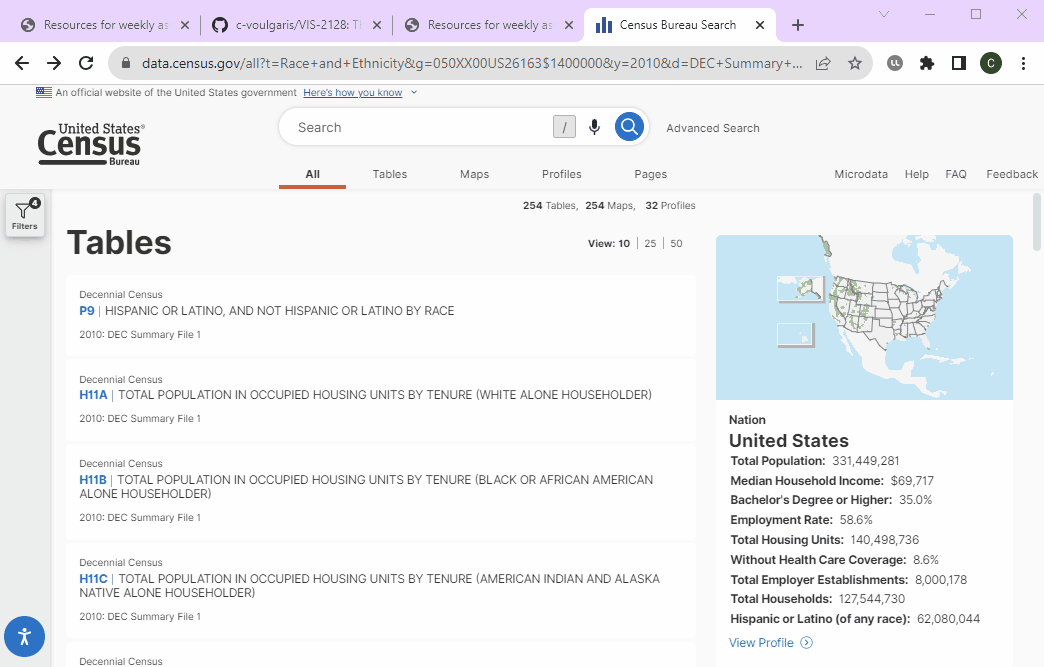 Resources for weekly as
c-voulgaris/VIS-2128: Th
Resources for weekly as
Census Bureau Search
data.census.gov/all?t=Race+and+Ethnicity&g=050XX00US26163$1400000&y=2010&d=DEC+Summary+...
C
An official website of the United States government Here's how you know
United States®
Census
Bureau
Search
/
Advanced Search
All
Tables
Maps
Profiles
Pages
Microdata
Help
FAQ
Feedback
4
Filters
254 Tables, 254 Maps, 32 Profiles
Tables
View: 10 | 25 | 50
Decennial Census
P9 | HISPANIC OR LATINO, AND NOT HISPANIC OR LATINO BY RACE
2010: DEC Summary File 1
Decennial Census
H11A | TOTAL POPULATION IN OCCUPIED HOUSING UNITS BY TENURE (WHITE ALONE HOUSEHOLDER)
2010: DEC Summary File 1
Decennial Census
H11B | TOTAL POPULATION IN OCCUPIED HOUSING UNITS BY TENURE (BLACK OR AFRICAN AMERICAN
ALONE HOUSEHOLDER)
2010: DEC Summary File 1
Decennial Census
H11C | TOTAL POPULATION IN OCCUPIED HOUSING UNITS BY TENURE (AMERICAN INDIAN AND ALASKA
NATIVE ALONE HOUSEHOLDER)
2010: DEC Summary File 1
Decennial Census
Nation
United States
Total Population: 331,449,281
Median Household Income: $69,717
Bachelor's Degree or Higher: 35.0%
Employment Rate: 58.6%
Total Housing Units: 140,498,736
Without Health Care Coverage: 8.6%
Total Employer Establishments: 8,000,178
Total Households: 127,544,730
Hispanic or Latino (of any race): 62,080,044
View Profile